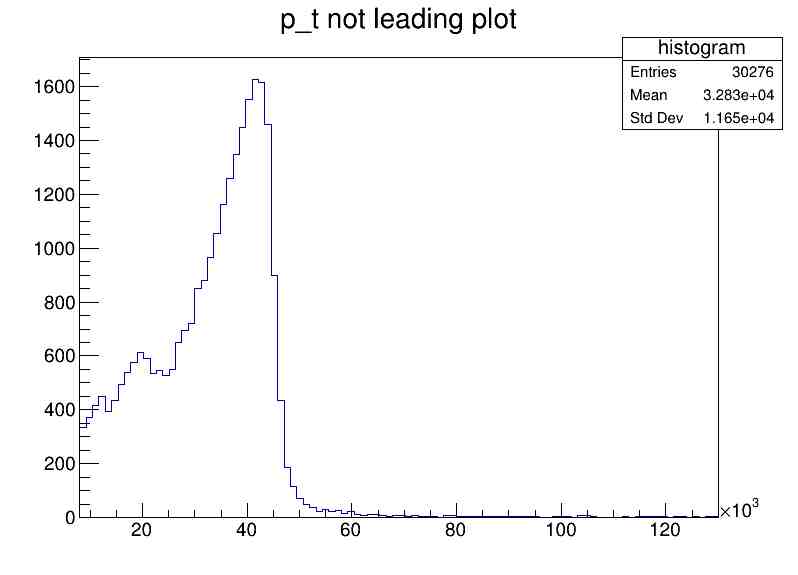 p_t not leading plot
histogram
Entries 30276
Mean 3.283e+04
Std Dev 1.165e+04
1600
1400
1200
1000
800
600
400
200
0
20 40 60 80 100 120 ×10³